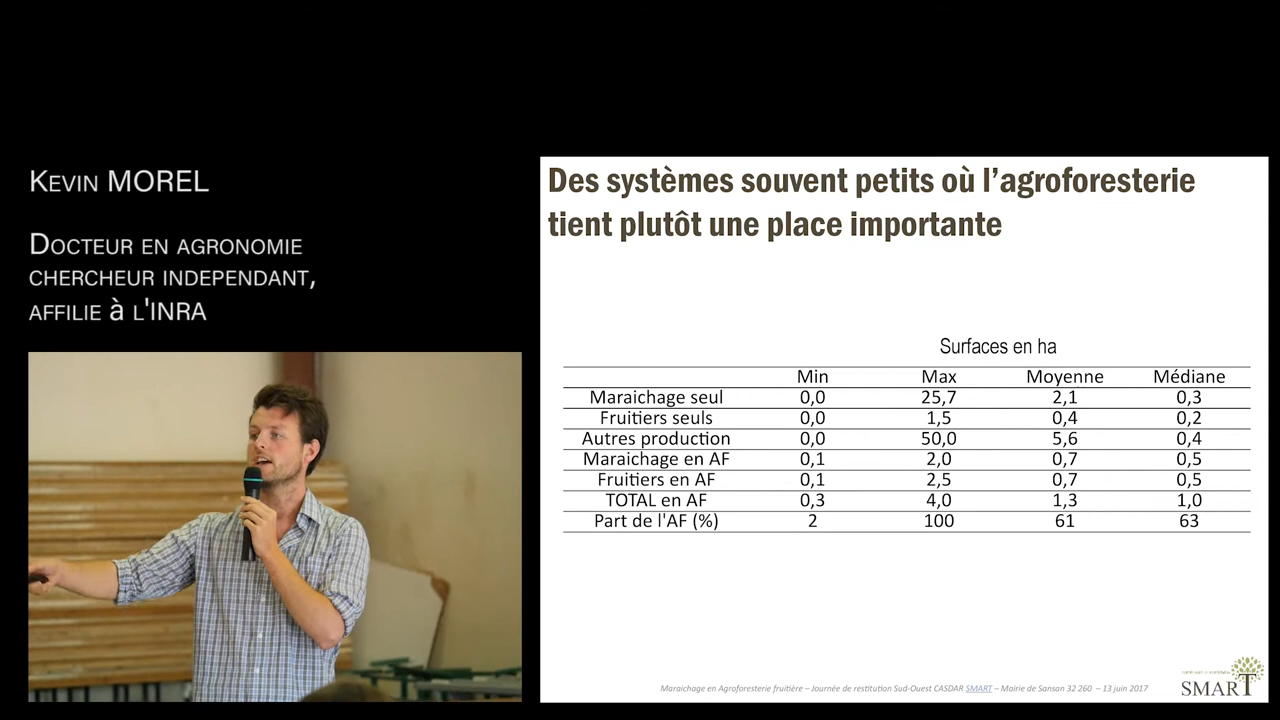 KEVIN MOREL
DOCTEUR EN AGRONOMIE
CHERCHEUR INDEPENDANT,
AFFILIE à L'INRA
Des systèmes souvent petits où l'agroforesterie
tient plutôt une place importante
Surfaces en ha
Min Max Moyenne Médiane
Maraichage seul 0,0 25,7 2,1 0,3
Fruitiers seuls 0,0 1,5 0,4 0,2
Autres production 0,0 50,0 5,6 0,4
Maraichage en AF 0,1 2,0 0,7 0,5
Fruitiers en AF 0,1 2,5 0,7 0,5
TOTAL en AF 0,3 4,0 1,3 1,0
Part de l'AF (%) 2 100 61 63
Maraichage en Agroforesterie fruitière – Journée de restitution Sud-Ouest CASDAR SMART – Mairie de Sansan 32 260 – 13 juin 2017
SMART